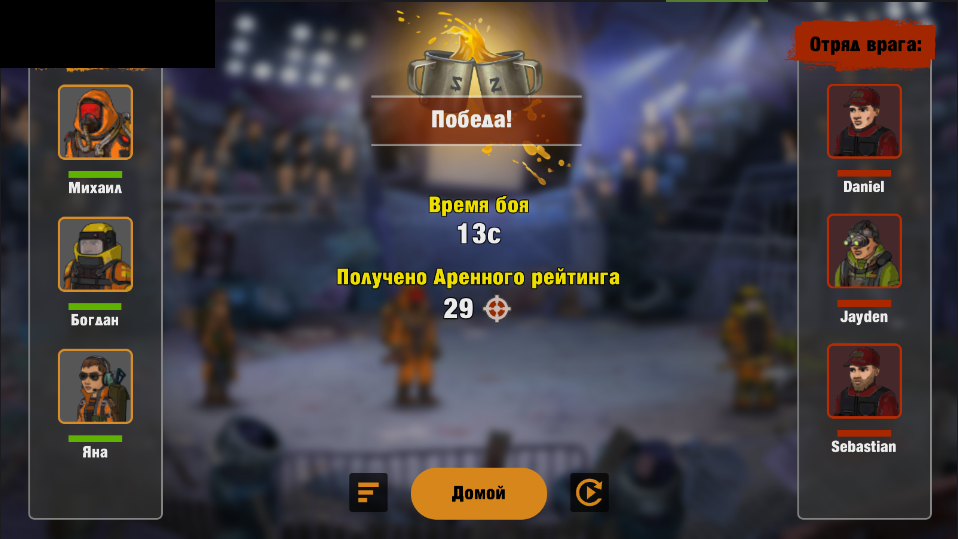 Отряд врага:
S Z
Победа!
Михаил
Daniel
Время боя
13с
Получено Аренного рейтинга
29
Богдан
Jayden
Яна
Sebastian
Домой